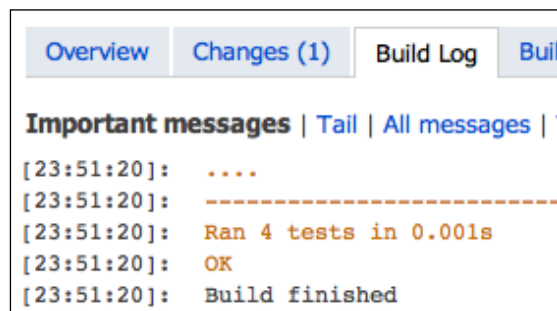 Overview Changes (1) Build Log
Important messages | Tail | All messages |
[23:51:20]: ....
[23:51:20]: --------------------------
[23:51:20]: Ran 4 tests in 0.001s
[23:51:20]: OK
[23:51:20]: Build finished